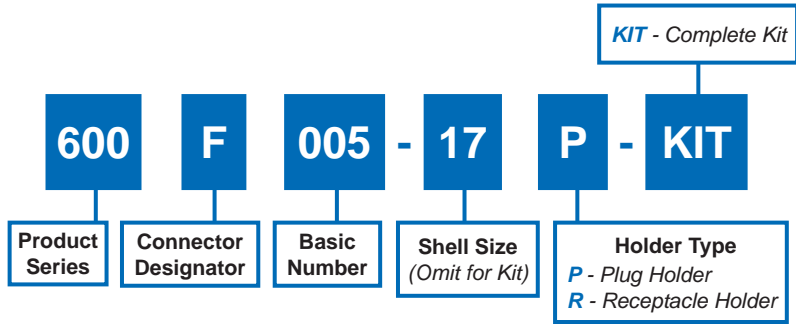 KIT - Complete Kit
600 F 005 - 17 P - KIT
Product
Series
Connector
Designator
Basic
Number
Shell Size
(Omit for Kit)
Holder Type
P - Plug Holder
R - Receptacle Holder